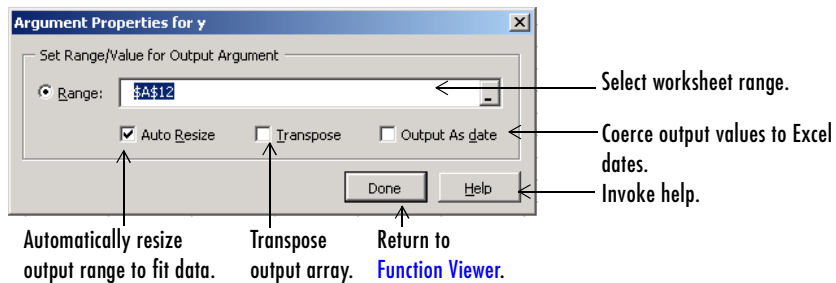 Argument Properties for y
Set Range/Value for Output Argument
Range: $A$12
Select worksheet range.
Auto Resize Transpose Output As date
Coerce output values to Excel
dates.
Done Help
Invoke help.
Automatically resize
output range to fit data.
Transpose
output array.
Return to
Function Viewer.